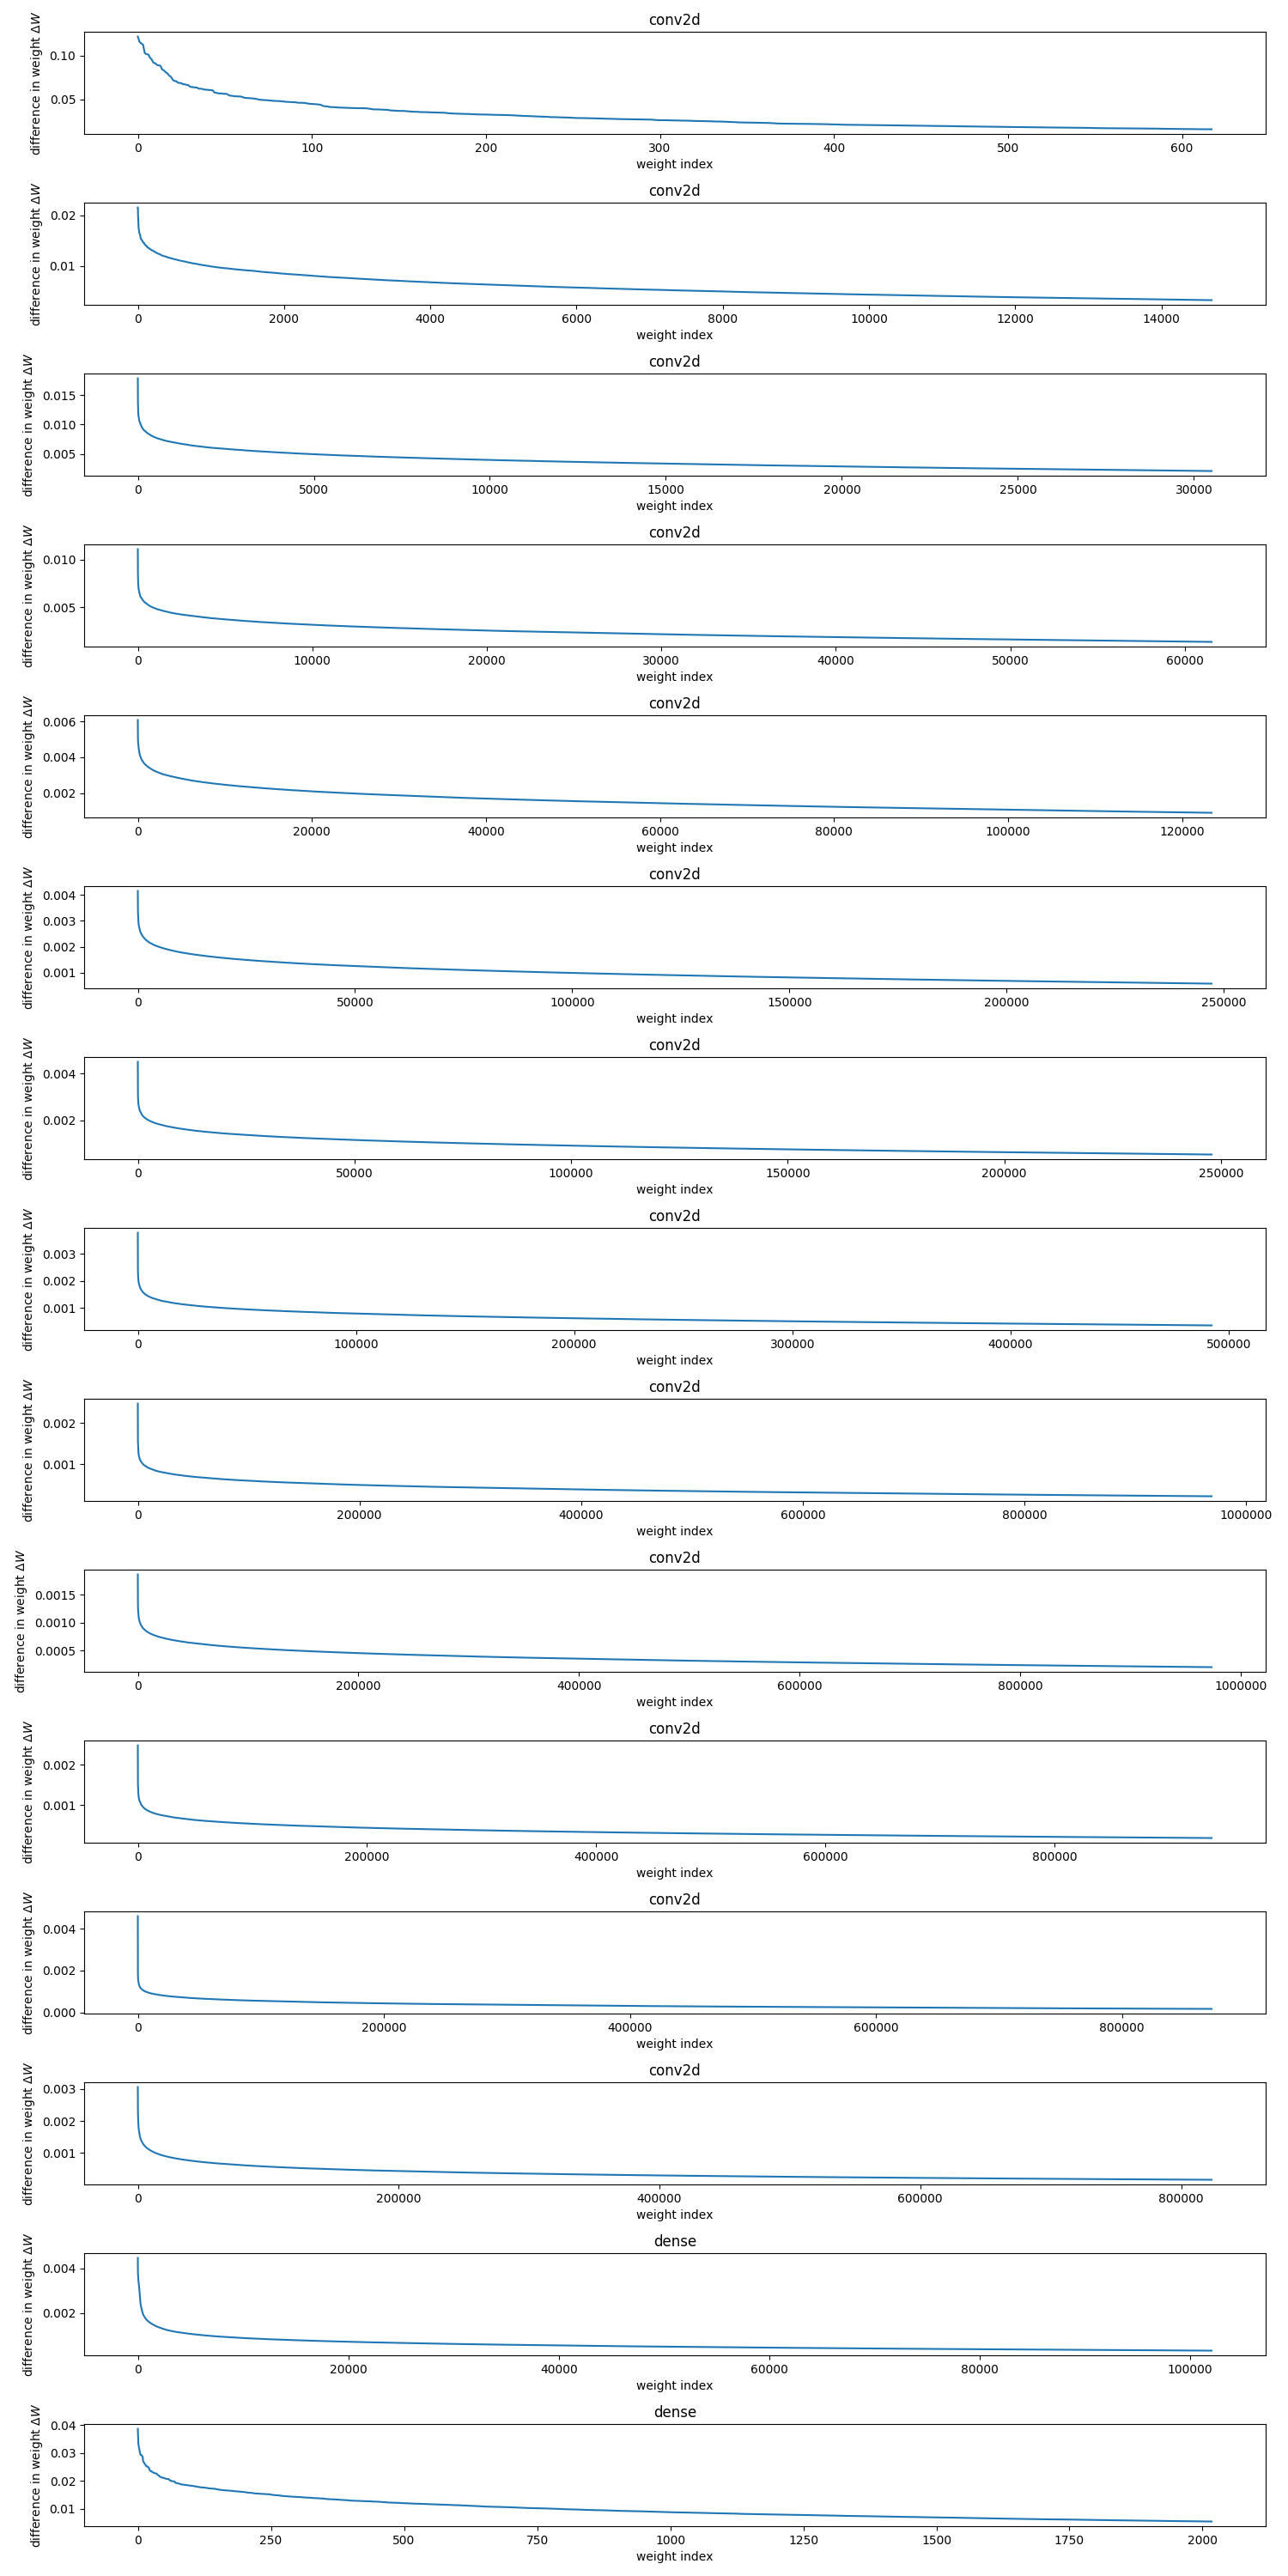 conv2d
difference in weight ΔW
0.10
0.05
0 100 200 300 400 500 600
weight index
conv2d
difference in weight ΔW
0.02
0.01
0 2000 4000 6000 8000 10000 12000 14000
weight index
conv2d
difference in weight ΔW
0.015
0.010
0.005
0 5000 10000 15000 20000 25000 30000
weight index
conv2d
difference in weight ΔW
0.010
0.005
0 10000 20000 30000 40000 50000 60000
weight index
conv2d
difference in weight ΔW
0.006
0.004
0.002
0 20000 40000 60000 80000 100000 120000
weight index
conv2d
difference in weight ΔW
0.004
0.003
0.002
0.001
0 50000 100000 150000 200000 250000
weight index
conv2d
difference in weight ΔW
0.004
0.002
0 50000 100000 150000 200000 250000
weight index
conv2d
difference in weight ΔW
0.003
0.002
0.001
0 100000 200000 300000 400000 500000
weight index
conv2d
difference in weight ΔW
0.002
0.001
0 200000 400000 600000 800000 1000000
weight index
conv2d
difference in weight ΔW
0.0015
0.0010
0.0005
0 200000 400000 600000 800000 1000000
weight index
conv2d
difference in weight ΔW
0.002
0.001
0 200000 400000 600000 800000
weight index
conv2d
difference in weight ΔW
0.004
0.002
0.000
0 200000 400000 600000 800000
weight index
conv2d
difference in weight ΔW
0.003
0.002
0.001
0 200000 400000 600000 800000
weight index
dense
difference in weight ΔW
0.004
0.002
0 20000 40000 60000 80000 100000
weight index
dense
difference in weight ΔW
0.04
0.03
0.02
0.01
0 250 500 750 1000 1250 1500 1750 2000
weight index